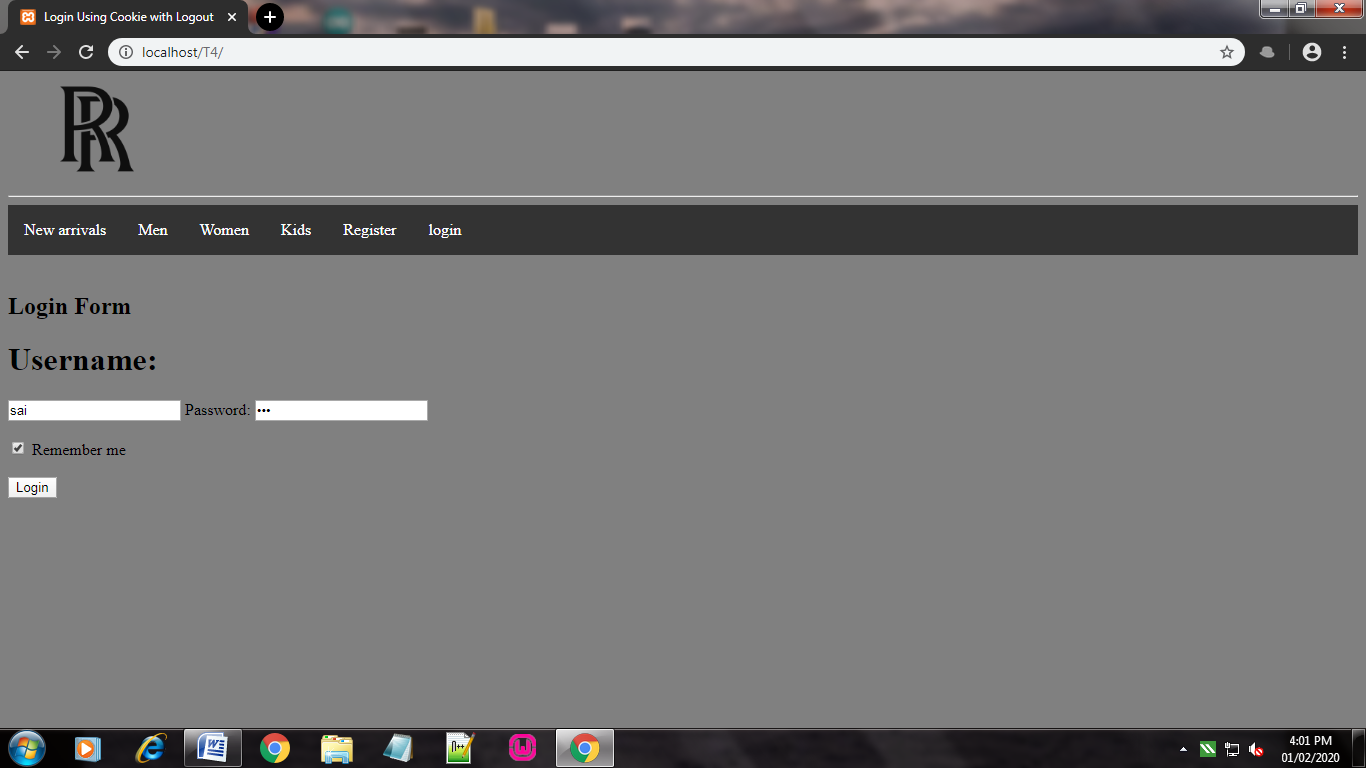 Login Using Cookie with Logout
localhost/T4/
RR
New arrivals Men Women Kids Register login
Login Form
Username:
sai Password: •••
Remember me
Login
4:01 PM
01/02/2020